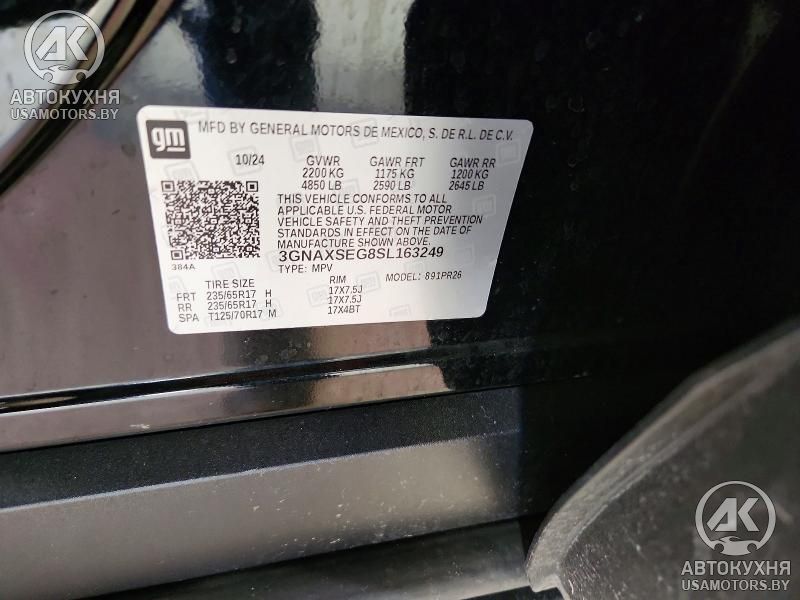 AK
АВТОКУХНЯ
USAMOTORS.BY
gm MFD BY GENERAL MOTORS DE MEXICO, S. DE R.L. DE C.V.
10/24 GVWR GAWR FRT GAWR RR
2200 KG 1175 KG 1200 KG
4850 LB 2590 LB 2645 LB
THIS VEHICLE CONFORMS TO ALL
APPLICABLE U.S. FEDERAL MOTOR
VEHICLE SAFETY AND THEFT PREVENTION
STANDARDS IN EFFECT ON THE DATE OF
MANUFACTURE SHOWN ABOVE.
384A 3GNAXSEG8SL163249
TYPE: MPV MODEL: 891PR26
TIRE SIZE RIM
FRT 235/65R17 H 17X7.5J
RR 235/65R17 H 17X7.5J
SPA T125/70R17 M 17X4BT
AK
АВТОКУХНЯ
USAMOTORS.BY